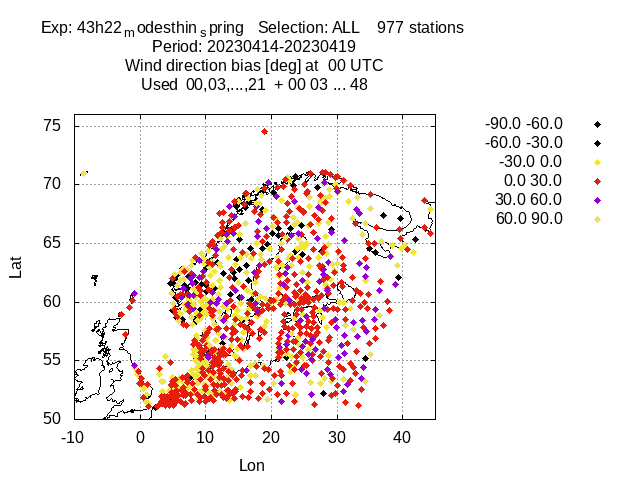 Exp: 43h22modesthinspring Selection: ALL 977 stations
Period: 20230414-20230419
Wind direction bias [deg] at 00 UTC
Used 00,03,...,21 + 00 03 ... 48
-90.0 -60.0
-60.0 -30.0
-30.0 0.0
0.0 30.0
30.0 60.0
60.0 90.0
75
70
65
60
55
50
Lat
-10 0 10 20 30 40
Lon